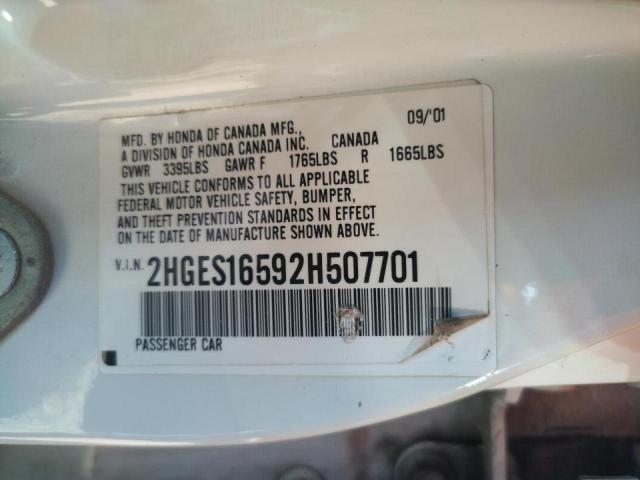 MFD. BY HONDA OF CANADA MFG., 09/'01
A DIVISION OF HONDA CANADA INC. CANADA
GVWR 3395LBS GAWR F 1765LBS R 1665LBS
THIS VEHICLE CONFORMS TO ALL APPLICABLE
FEDERAL MOTOR VEHICLE SAFETY, BUMPER,
AND THEFT PREVENTION STANDARDS IN EFFECT
ON THE DATE OF MANUFACTURE SHOWN ABOVE.
V.I.N. 2HGES16592H507701
PASSENGER CAR